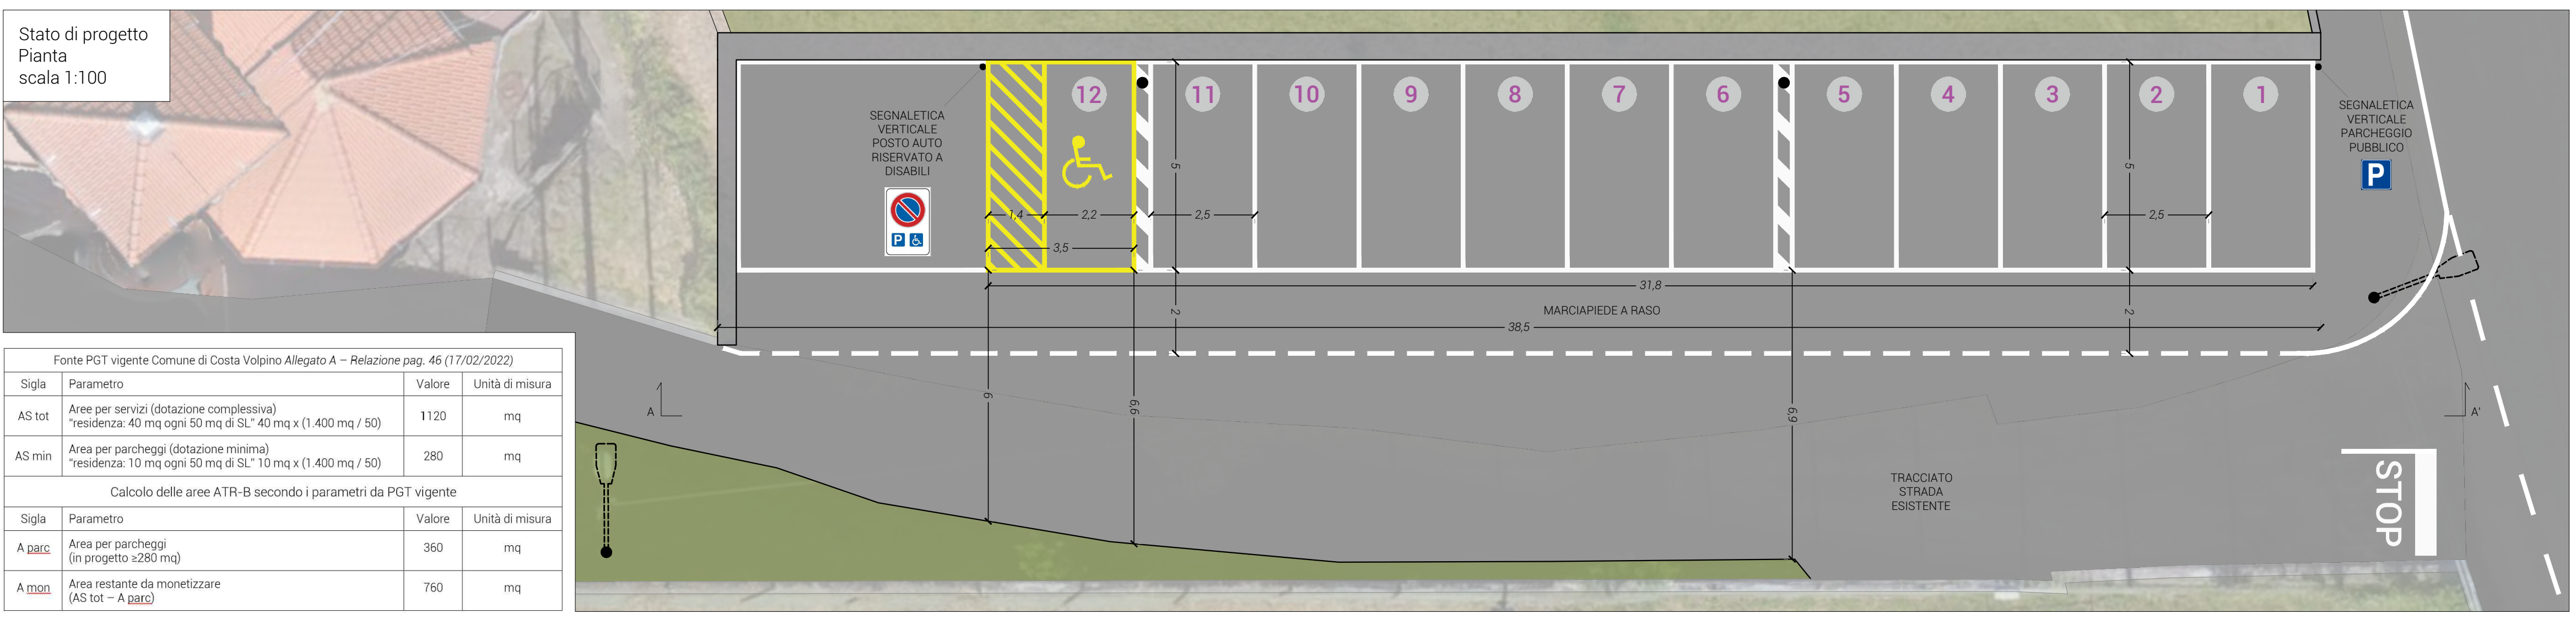 Stato di progetto
Pianta
scala 1:100
SEGNALETICA
VERTICALE
POSTO AUTO
RISERVATO A
DISABILI
P
12
11
10
9
8
7
6
5
4
3
2
1
SEGNALETICA
VERTICALE
PARCHEGGIO
PUBBLICO
P
5
5
1,4
2,2
2,5
2,5
3,5
31,8
MARCIAPIEDE A RASO
38,5
2
2
6
6,6
6,9
A
A'
TRACCIATO
STRADA
ESISTENTE
STOP
Fonte PGT vigente Comune di Costa Volpino Allegato A – Relazione pag. 46 (17/02/2022)
Sigla Parametro Valore Unità di misura
AS tot Aree per servizi (dotazione complessiva) 1120 mq
“residenza: 40 mq ogni 50 mq di SL” 40 mq x (1.400 mq / 50)
AS min Area per parcheggi (dotazione minima) 280 mq
“residenza: 10 mq ogni 50 mq di SL” 10 mq x (1.400 mq / 50)
Calcolo delle aree ATR-B secondo i parametri da PGT vigente
Sigla Parametro Valore Unità di misura
A parc Area per parcheggi 360 mq
(in progetto ≥280 mq)
A mon Area restante da monetizzare 760 mq
(AS tot – A parc)